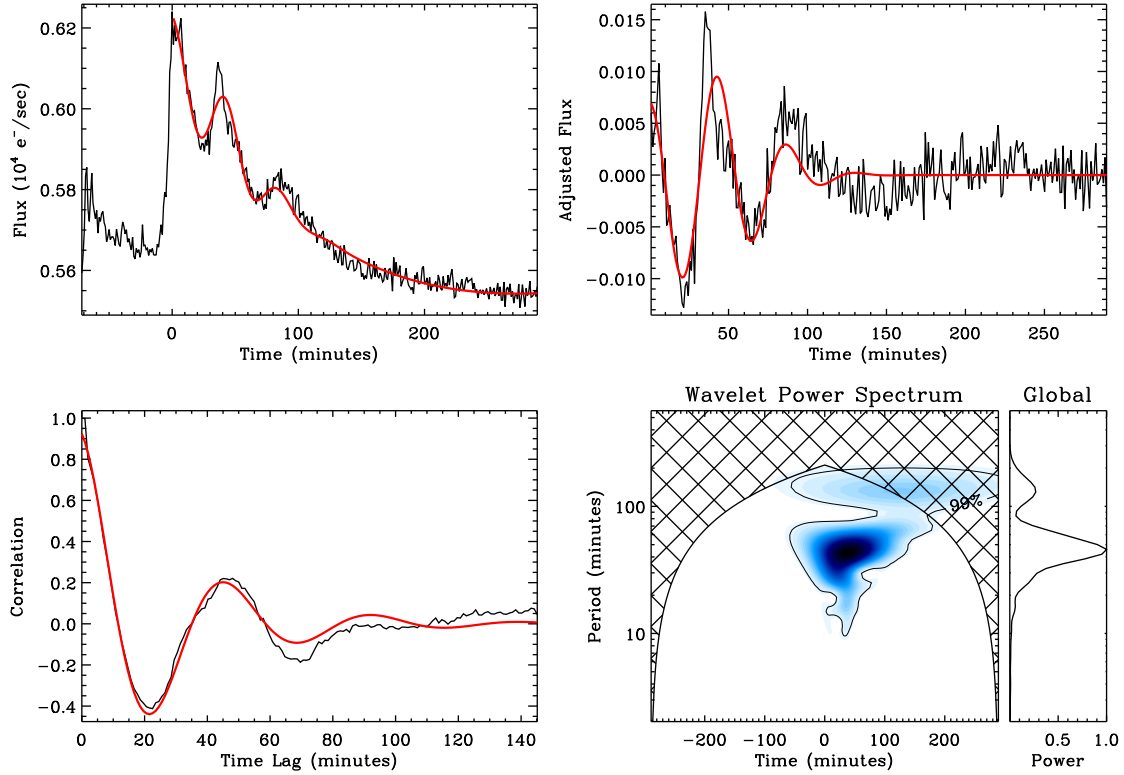 0.62
0.60
0.58
0.56
Flux (10⁴ e⁻/sec)
0 100 200
Time (minutes)
0.015
0.010
0.005
0.000
−0.005
−0.010
Adjusted Flux
50 100 150 200 250
Time (minutes)
1.0
0.8
0.6
0.4
0.2
0.0
−0.2
−0.4
Correlation
0 20 40 60 80 100 120 140
Time Lag (minutes)
Wavelet Power Spectrum
Global
100
10
Period (minutes)
99%
−200 −100 0 100 200
Time (minutes)
0.5 1.0
Power